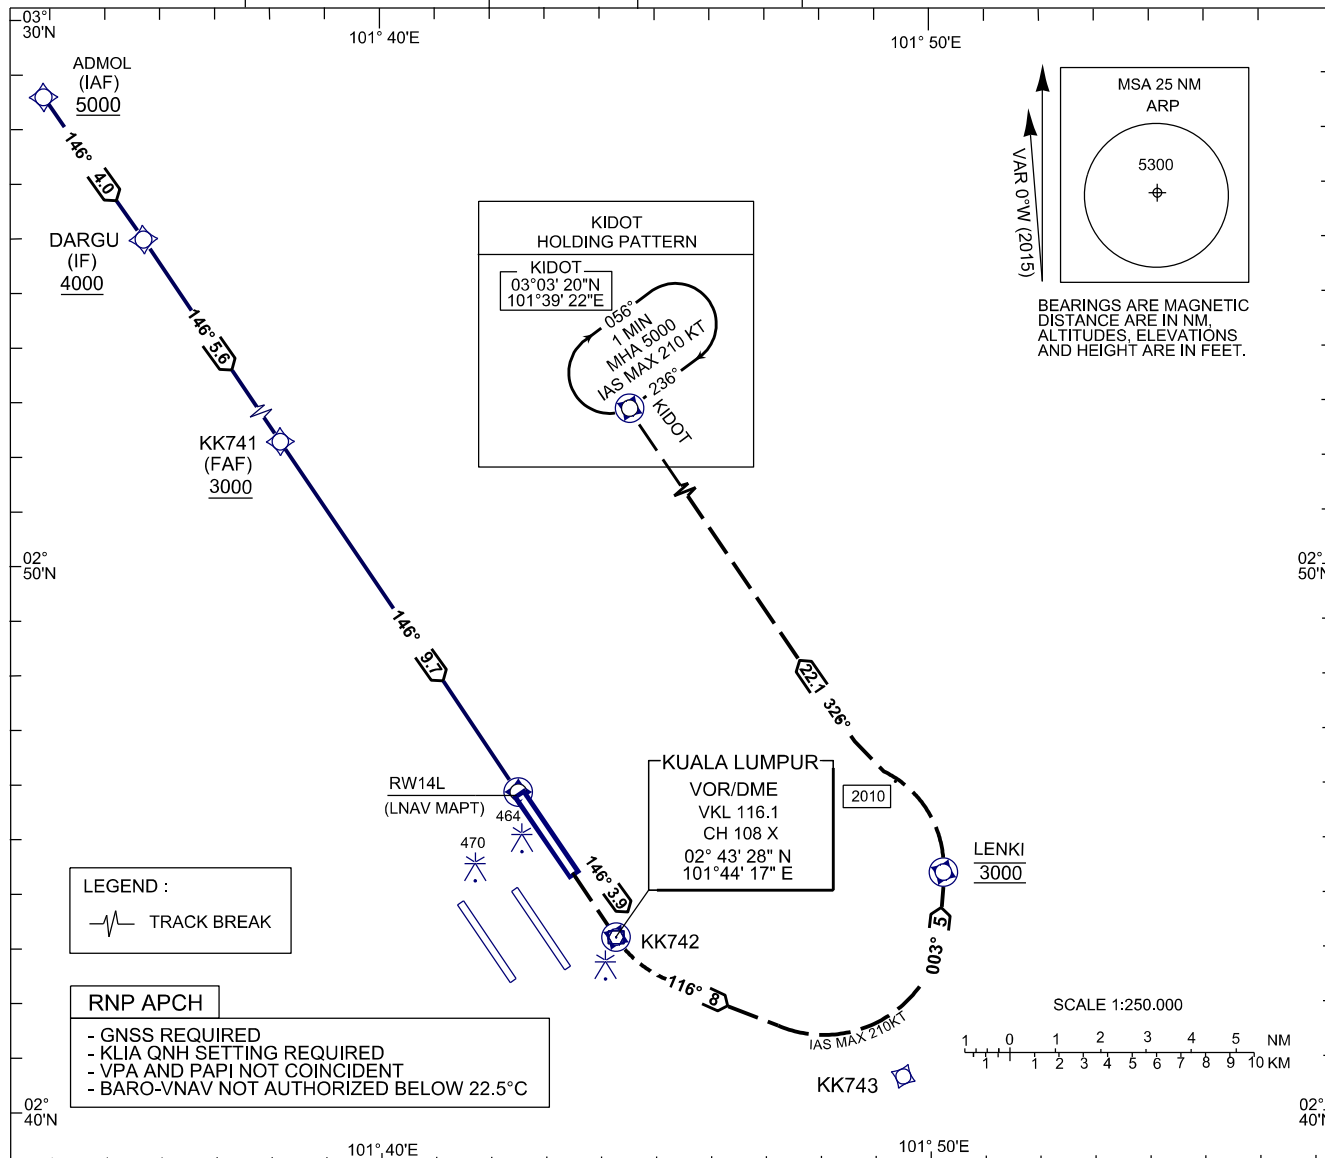 03°
30'N
101° 40'E
101° 50'E
ADMOL
(IAF)
5000
146° 4.0
DARGU
(IF)
4000
146° 5.6
KK741
(FAF)
3000
MSA 25 NM
ARP
5300
VAR 0°W (2015)
BEARINGS ARE MAGNETIC
DISTANCE ARE IN NM,
ALTITUDES, ELEVATIONS
AND HEIGHT ARE IN FEET.
KIDOT
HOLDING PATTERN
KIDOT
03°03' 20"N
101°39' 22"E
056°
1 MIN
MHA 5000
IAS MAX 210 KT
236°
KIDOT
02°
50'N
02°
50'N
146° 9.7
22.1 326°
RW14L
(LNAV MAPT)
464
470
KUALA LUMPUR
VOR/DME
VKL 116.1
CH 108 X
02° 43' 28" N
101°44' 17" E
2010
LENKI
3000
146° 3.9
KK742
116° 8
003° 5
IAS MAX 210KT
KK743
LEGEND :
TRACK BREAK
RNP APCH
- GNSS REQUIRED
- KLIA QNH SETTING REQUIRED
- VPA AND PAPI NOT COINCIDENT
- BARO-VNAV NOT AUTHORIZED BELOW 22.5°C
SCALE 1:250.000
1 0 1 2 3 4 5 NM
1 1 2 3 4 5 6 7 8 9 10 KM
02°
40'N
02°
40'N
101° 40'E
101° 50'E